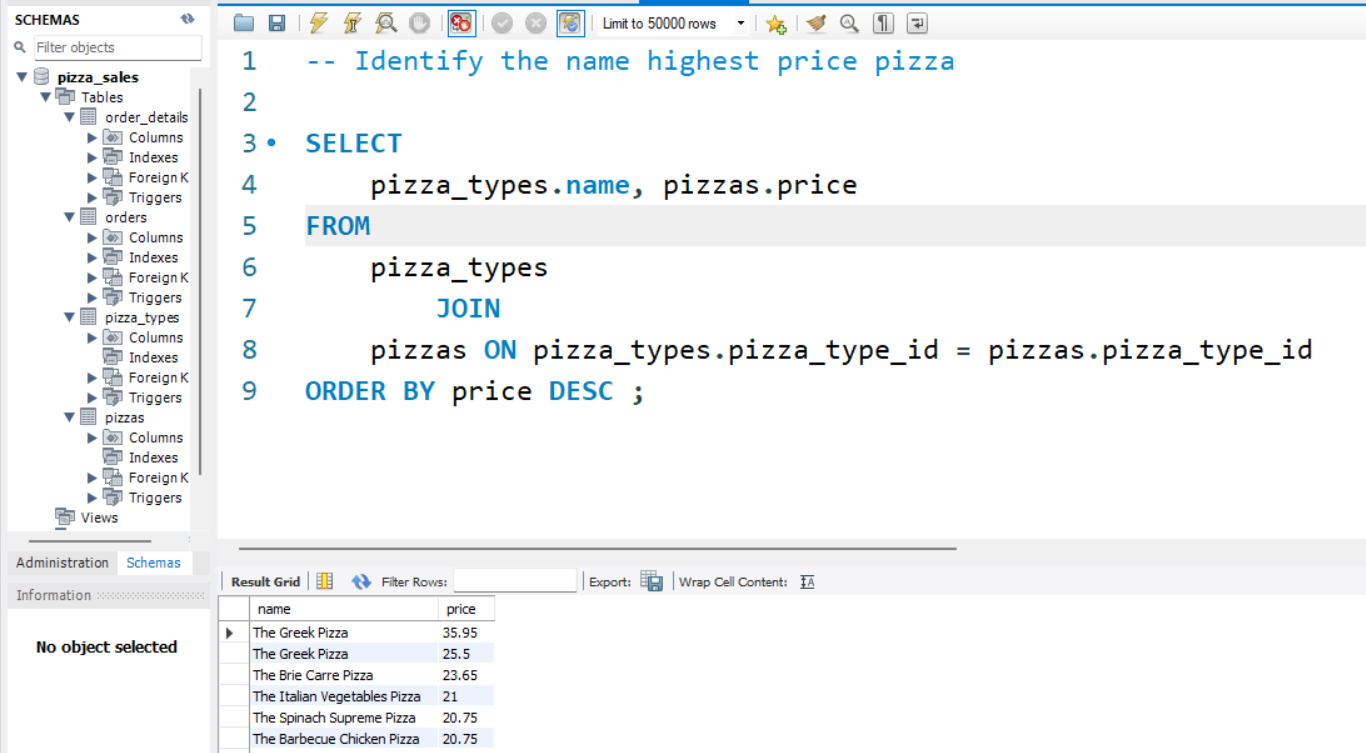 SCHEMAS
Filter objects
pizza_sales
Tables
order_details
Columns
Indexes
Foreign K
Triggers
orders
Columns
Indexes
Foreign K
Triggers
pizza_types
Columns
Indexes
Foreign K
Triggers
pizzas
Columns
Indexes
Foreign K
Triggers
Views
Administration Schemas
Information
No object selected
Limit to 50000 rows
1 -- Identify the name highest price pizza
2
3 SELECT
4 pizza_types.name, pizzas.price
5 FROM
6 pizza_types
7 JOIN
8 pizzas ON pizza_types.pizza_type_id = pizzas.pizza_type_id
9 ORDER BY price DESC ;
Result Grid Filter Rows: Export: Wrap Cell Content: IA
name price
The Greek Pizza 35.95
The Greek Pizza 25.5
The Brie Carre Pizza 23.65
The Italian Vegetables Pizza 21
The Spinach Supreme Pizza 20.75
The Barbecue Chicken Pizza 20.75